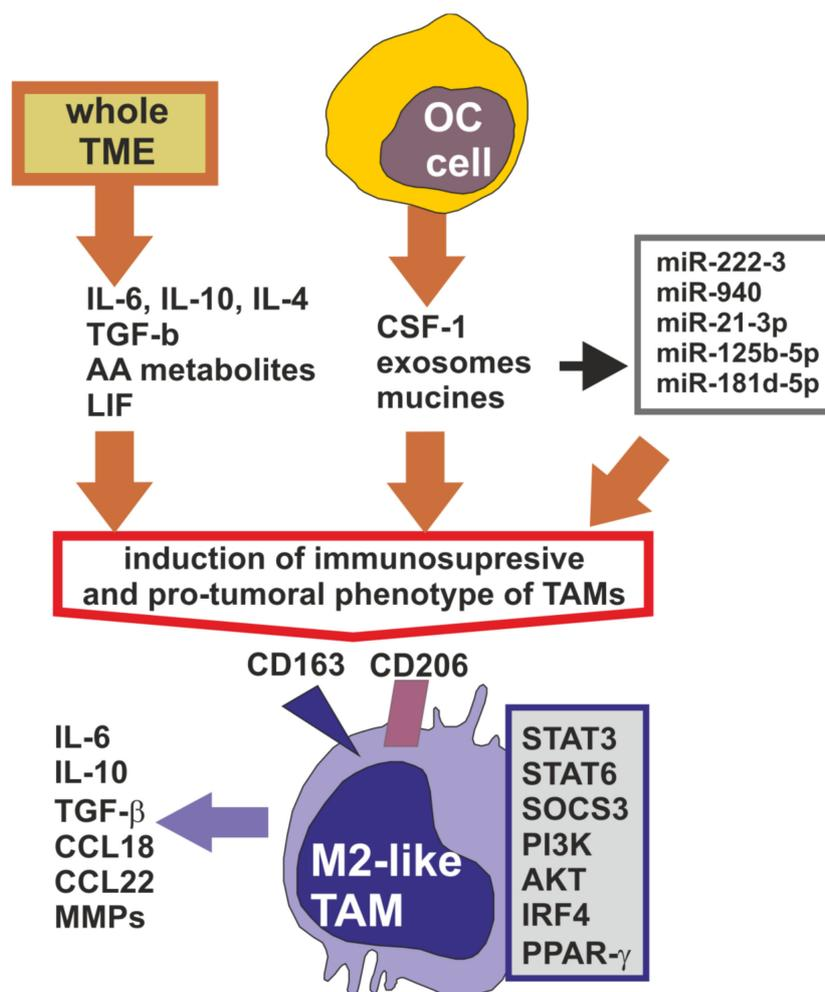 whole
TME
OC
cell
IL-6, IL-10, IL-4
TGF-b
AA metabolites
LIF
CSF-1
exosomes
mucines
miR-222-3
miR-940
miR-21-3p
miR-125b-5p
miR-181d-5p
induction of immunosupresive
and pro-tumoral phenotype of TAMs
CD163 CD206
IL-6
IL-10
TGF-β
CCL18
CCL22
MMPs
M2-like
TAM
STAT3
STAT6
SOCS3
PI3K
AKT
IRF4
PPAR-γ